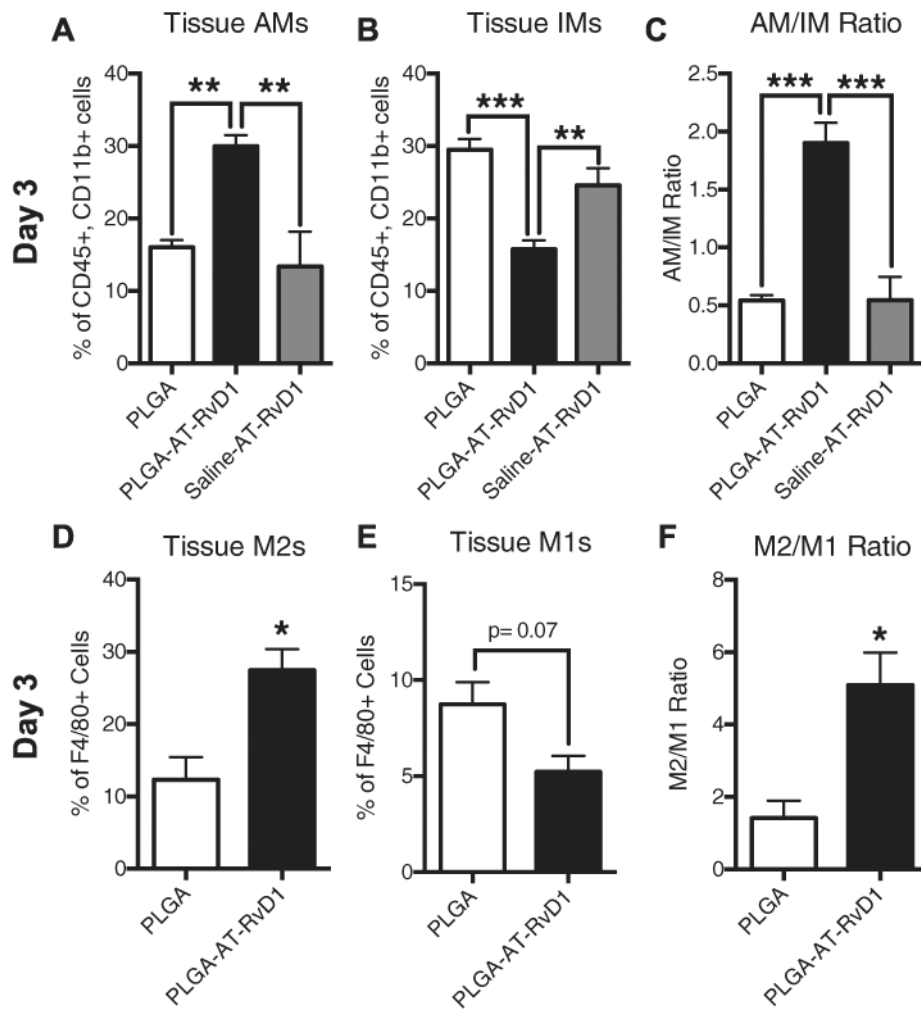 A Tissue AMs
% of CD45+, CD11b+ cells
40
30
20
10
0
** **
PLGA
PLGA-AT-RvD1
Saline-AT-RvD1
B Tissue IMs
% of CD45+, CD11b+ cells
40
30
20
10
0
*** **
PLGA
PLGA-AT-RvD1
Saline-AT-RvD1
C AM/IM Ratio
AM/IM Ratio
2.5
2.0
1.5
1.0
0.5
0.0
*** ***
PLGA
PLGA-AT-RvD1
Saline-AT-RvD1
Day 3
D Tissue M2s
% of F4/80+ Cells
40
30
20
10
0
*
PLGA
PLGA-AT-RvD1
E Tissue M1s
% of F4/80+ Cells
15
10
5
0
p= 0.07
PLGA
PLGA-AT-RvD1
F M2/M1 Ratio
M2/M1 Ratio
8
6
4
2
0
*
PLGA
PLGA-AT-RvD1
Day 3